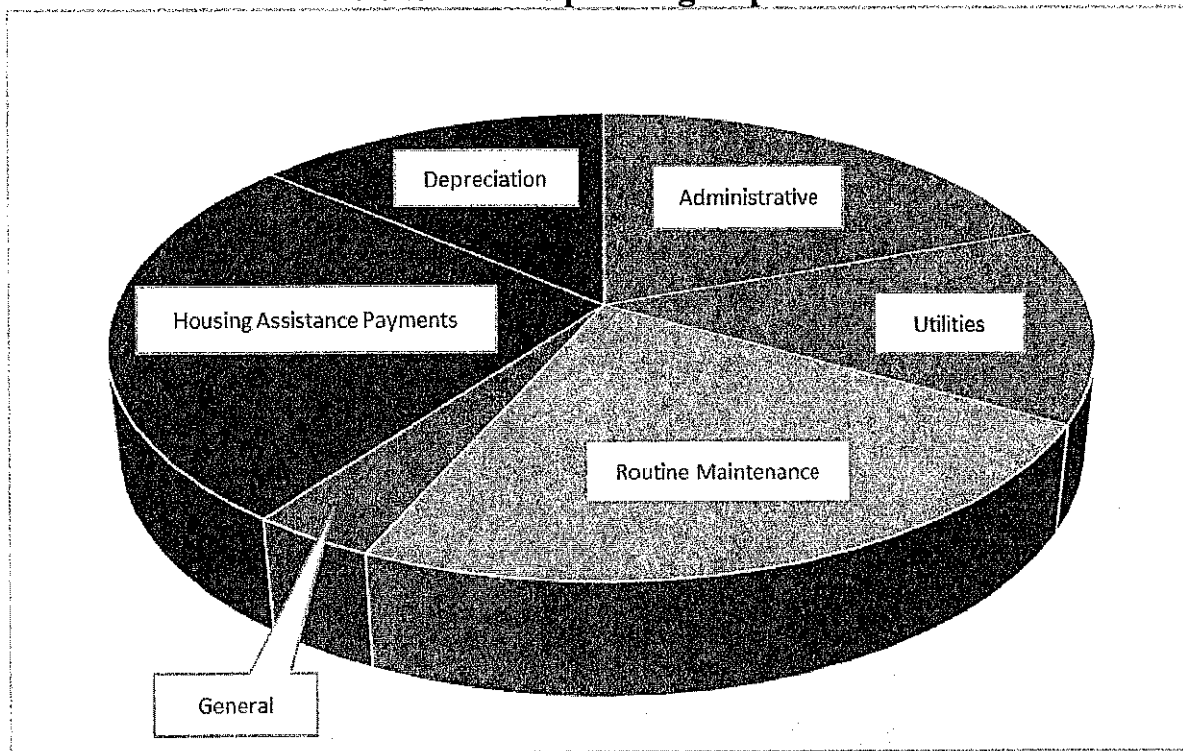 Depreciation
Administrative
Housing Assistance Payments
Utilities
Routine Maintenance
General